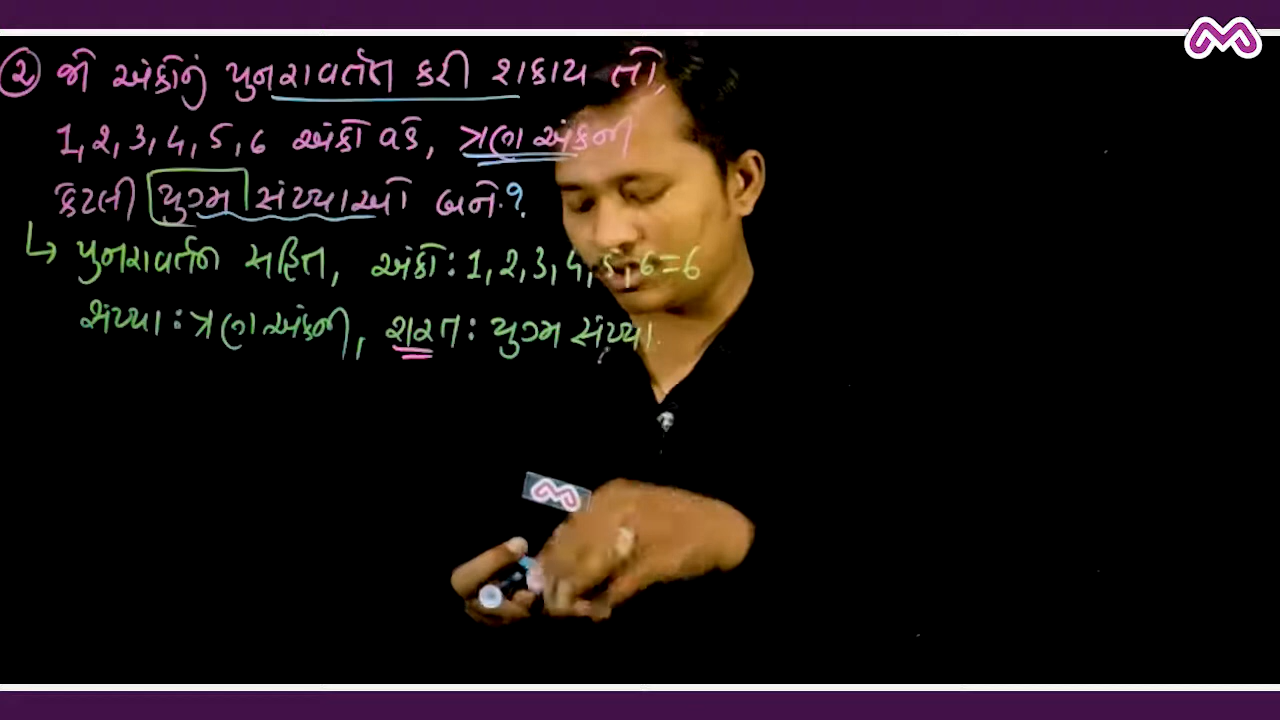 ૨ જો અંકોનું પુનરાવર્તન કરી શકાય તો,
1, 2, 3, 4, 5, 6 અંકો વડે, ત્રણ અંકની
કેટલી યુગ્મ સંખ્યાઓ બને?
↳ પુનરાવર્તન સહિત, અંકો : 1, 2, 3, 4, 5, 6 = 6
સંખ્યા : ત્રણ અંકની, શરત : યુગ્મ સંખ્યા.